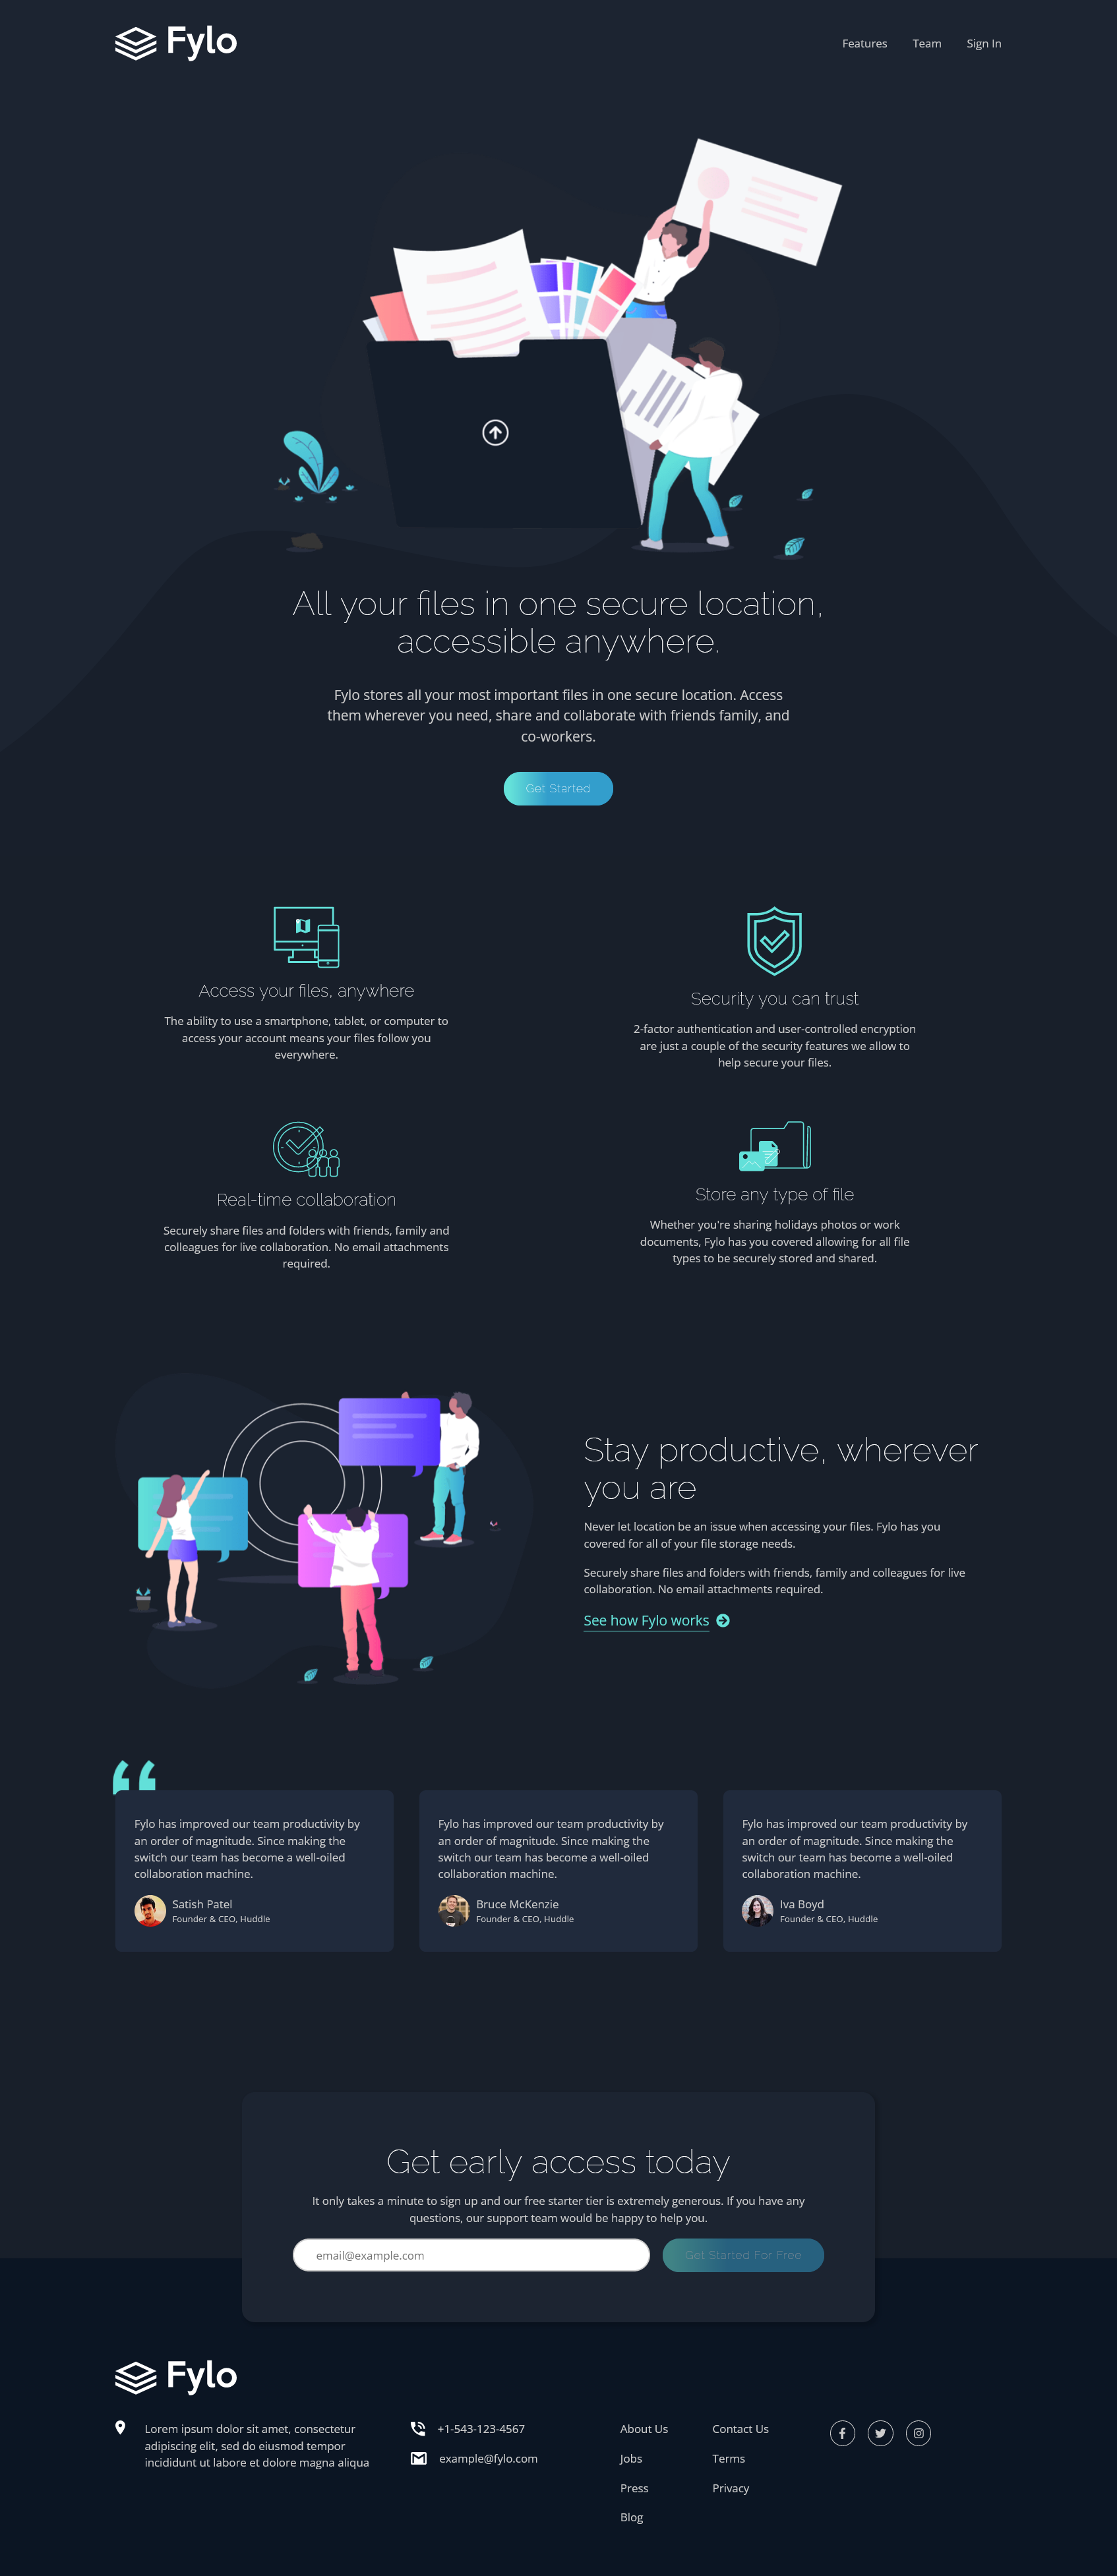 Fylo
Features Team Sign In
All your files in one secure location,
accessible anywhere.
Fylo stores all your most important files in one secure location. Access
them wherever you need, share and collaborate with friends family, and
co-workers.
Get Started
Access your files, anywhere
The ability to use a smartphone, tablet, or computer to
access your account means your files follow you
everywhere.
Security you can trust
2-factor authentication and user-controlled encryption
are just a couple of the security features we allow to
help secure your files.
Real-time collaboration
Securely share files and folders with friends, family and
colleagues for live collaboration. No email attachments
required.
Store any type of file
Whether you're sharing holidays photos or work
documents, Fylo has you covered allowing for all file
types to be securely stored and shared.
Stay productive, wherever
you are
Never let location be an issue when accessing your files. Fylo has you
covered for all of your file storage needs.
Securely share files and folders with friends, family and colleagues for live
collaboration. No email attachments required.
See how Fylo works
Fylo has improved our team productivity by
an order of magnitude. Since making the
switch our team has become a well-oiled
collaboration machine.
Satish Patel
Founder & CEO, Huddle
Fylo has improved our team productivity by
an order of magnitude. Since making the
switch our team has become a well-oiled
collaboration machine.
Bruce McKenzie
Founder & CEO, Huddle
Fylo has improved our team productivity by
an order of magnitude. Since making the
switch our team has become a well-oiled
collaboration machine.
Iva Boyd
Founder & CEO, Huddle
Get early access today
It only takes a minute to sign up and our free starter tier is extremely generous. If you have any
questions, our support team would be happy to help you.
email@example.com
Get Started For Free
Fylo
Lorem ipsum dolor sit amet, consectetur
adipiscing elit, sed do eiusmod tempor
incididunt ut labore et dolore magna aliqua
+1-543-123-4567
example@fylo.com
About Us
Jobs
Press
Blog
Contact Us
Terms
Privacy